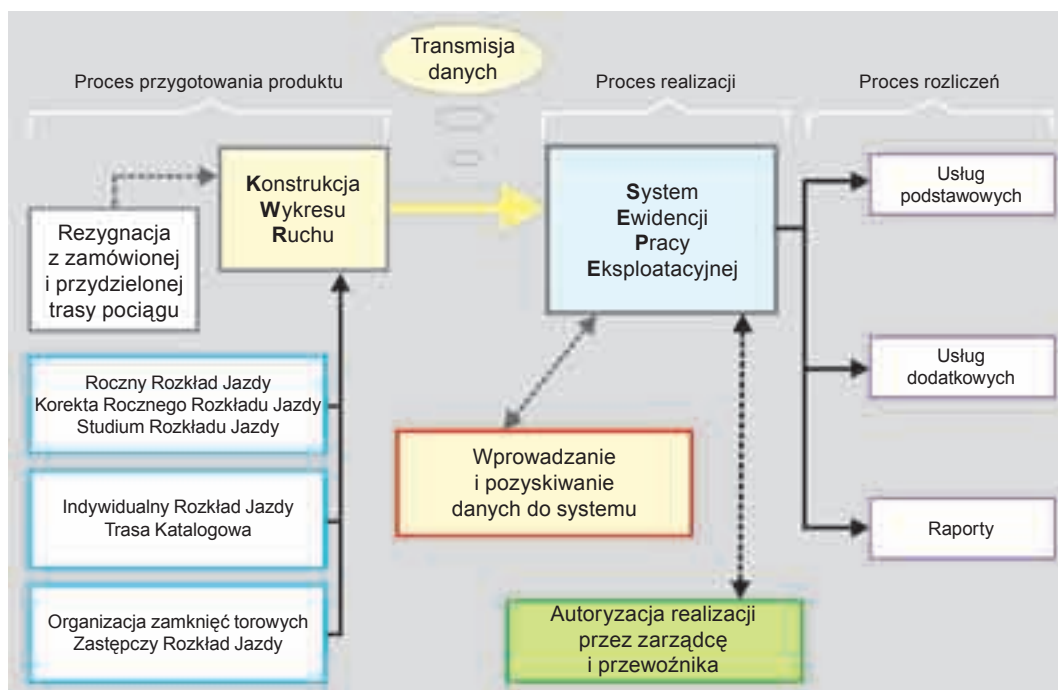 Transmisja
danych
Proces przygotowania produktu
Proces realizacji
Proces rozliczeń
Konstrukcja
Wykresu
Ruchu
System
Ewidencji
Pracy
Eksploatacyjnej
Usług
podstawowych
Rezygnacja
z zamówionej
i przydzielonej
trasy pociągu
Roczny Rozkład Jazdy
Korekta Rocznego Rozkładu Jazdy
Studium Rozkładu Jazdy
Usług
dodatkowych
Wprowadzanie
i pozyskiwanie
danych do systemu
Indywidualny Rozkład Jazdy
Trasa Katalogowa
Raporty
Organizacja zamknięć torowych
Zastępczy Rozkład Jazdy
Autoryzacja realizacji
przez zarządcę
i przewoźnika